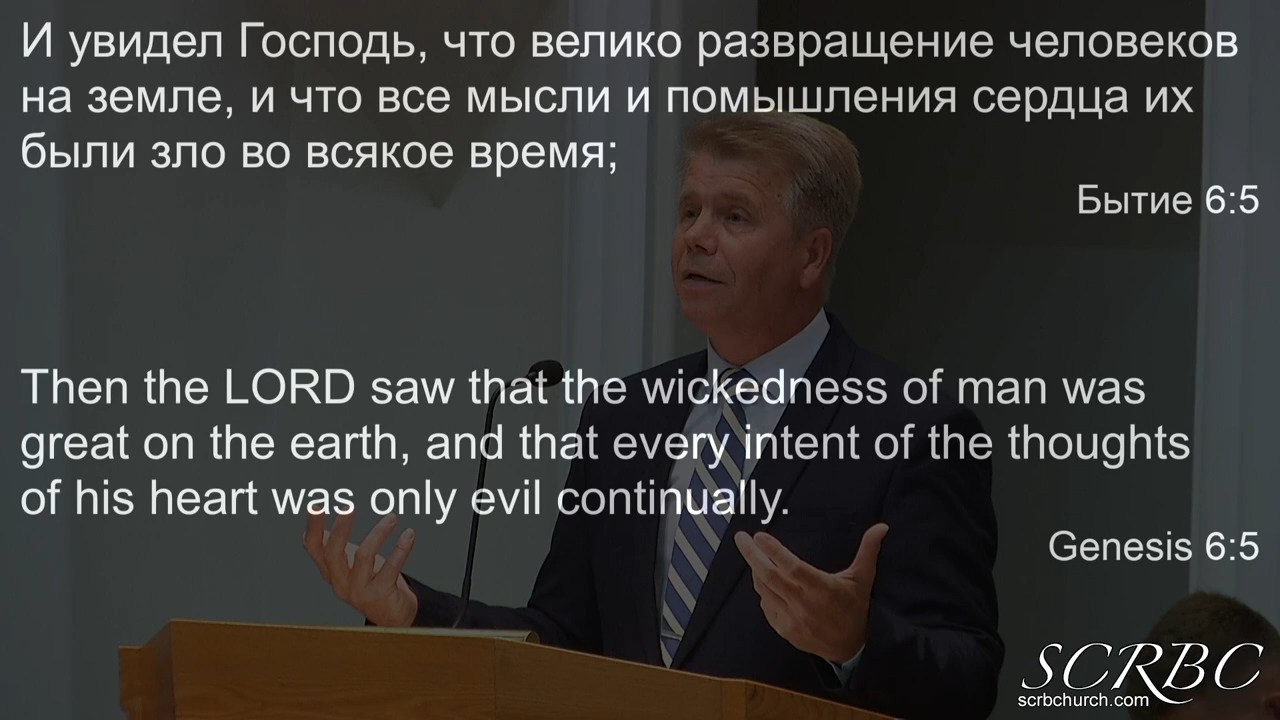 И увидел Господь, что велико развращение человеков
на земле, и что все мысли и помышления сердца их
были зло во всякое время;
Бытие 6:5
Then the LORD saw that the wickedness of man was
great on the earth, and that every intent of the thoughts
of his heart was only evil continually.
Genesis 6:5
SCRBC
scrbchurch.com